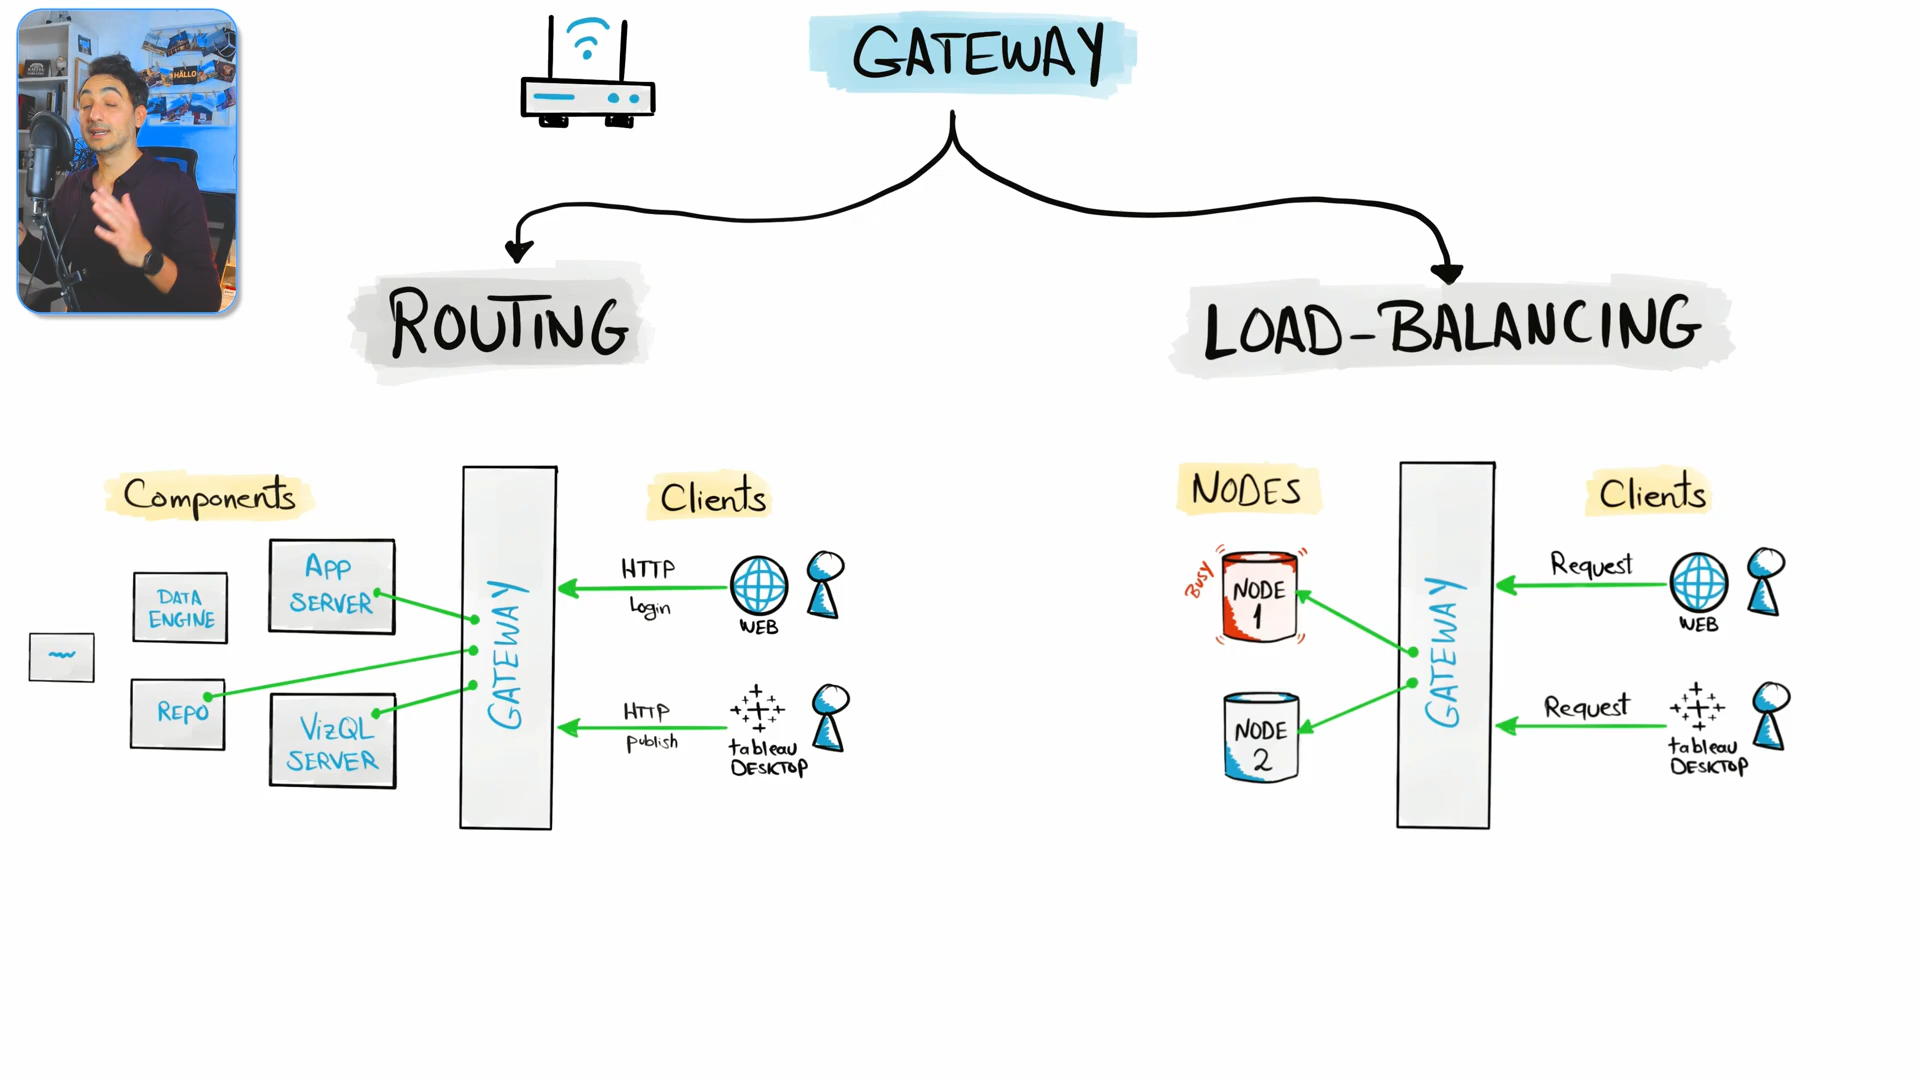 GATEWAY
ROUTING
LOAD-BALANCING
Components
Clients
DATA
ENGINE
APP
SERVER
REPO
VizQL
SERVER
GATEWAY
HTTP
Login
WEB
HTTP
Publish
tableau
DESKTOP
NODES
Clients
BUSY
NODE
1
NODE
2
GATEWAY
Request
WEB
Request
tableau
DESKTOP
HALLO